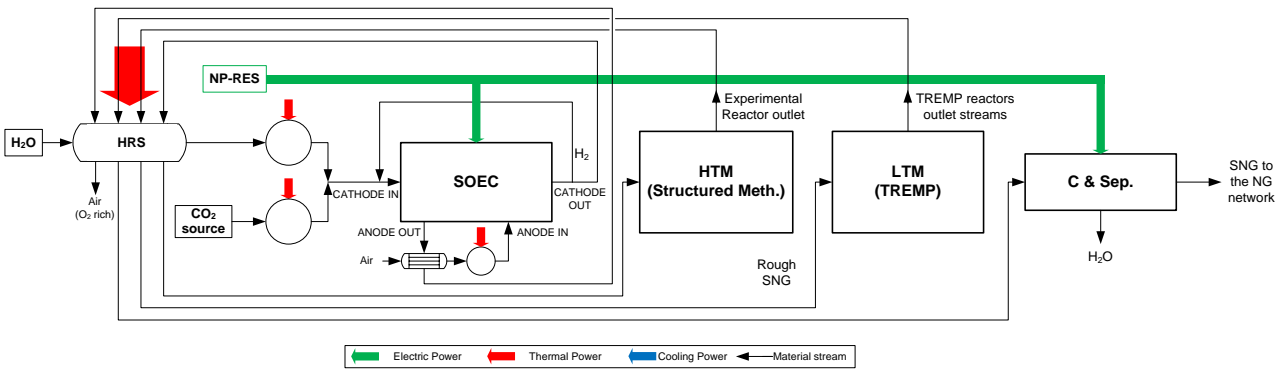 NP-RES
Experimental
Reactor outlet
TREMP reactors
outlet streams
H₂O
HRS
Air
(O₂ rich)
CO₂
source
CATHODE IN
SOEC
H₂
CATHODE
OUT
ANODE OUT
ANODE IN
Air
HTM
(Structured Meth.)
Rough
SNG
LTM
(TREMP)
C & Sep.
SNG to
the NG
network
H₂O
Electric Power
Thermal Power
Cooling Power
Material stream